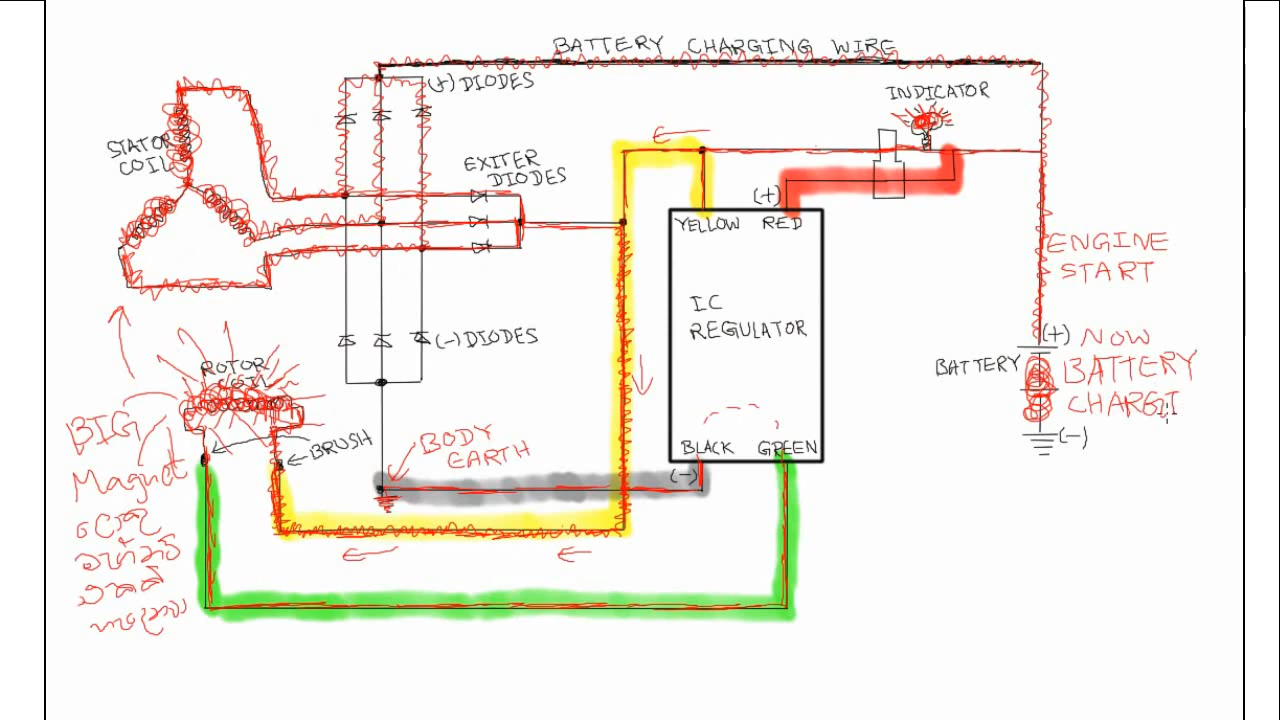 BATTERY CHARGING WIRE
(+) DIODES
INDICATOR
STATOR
COIL
EXITER
DIODES
(+)
YELLOW RED
ENGINE
START
IC
REGULATOR
(-) DIODES
(+) NOW
BATTERY
BATTERY
CHARGI
(-)
ROTOR
COIL
BIG
Magnet
BRUSH
BODY
EARTH
BLACK GREEN
(-)